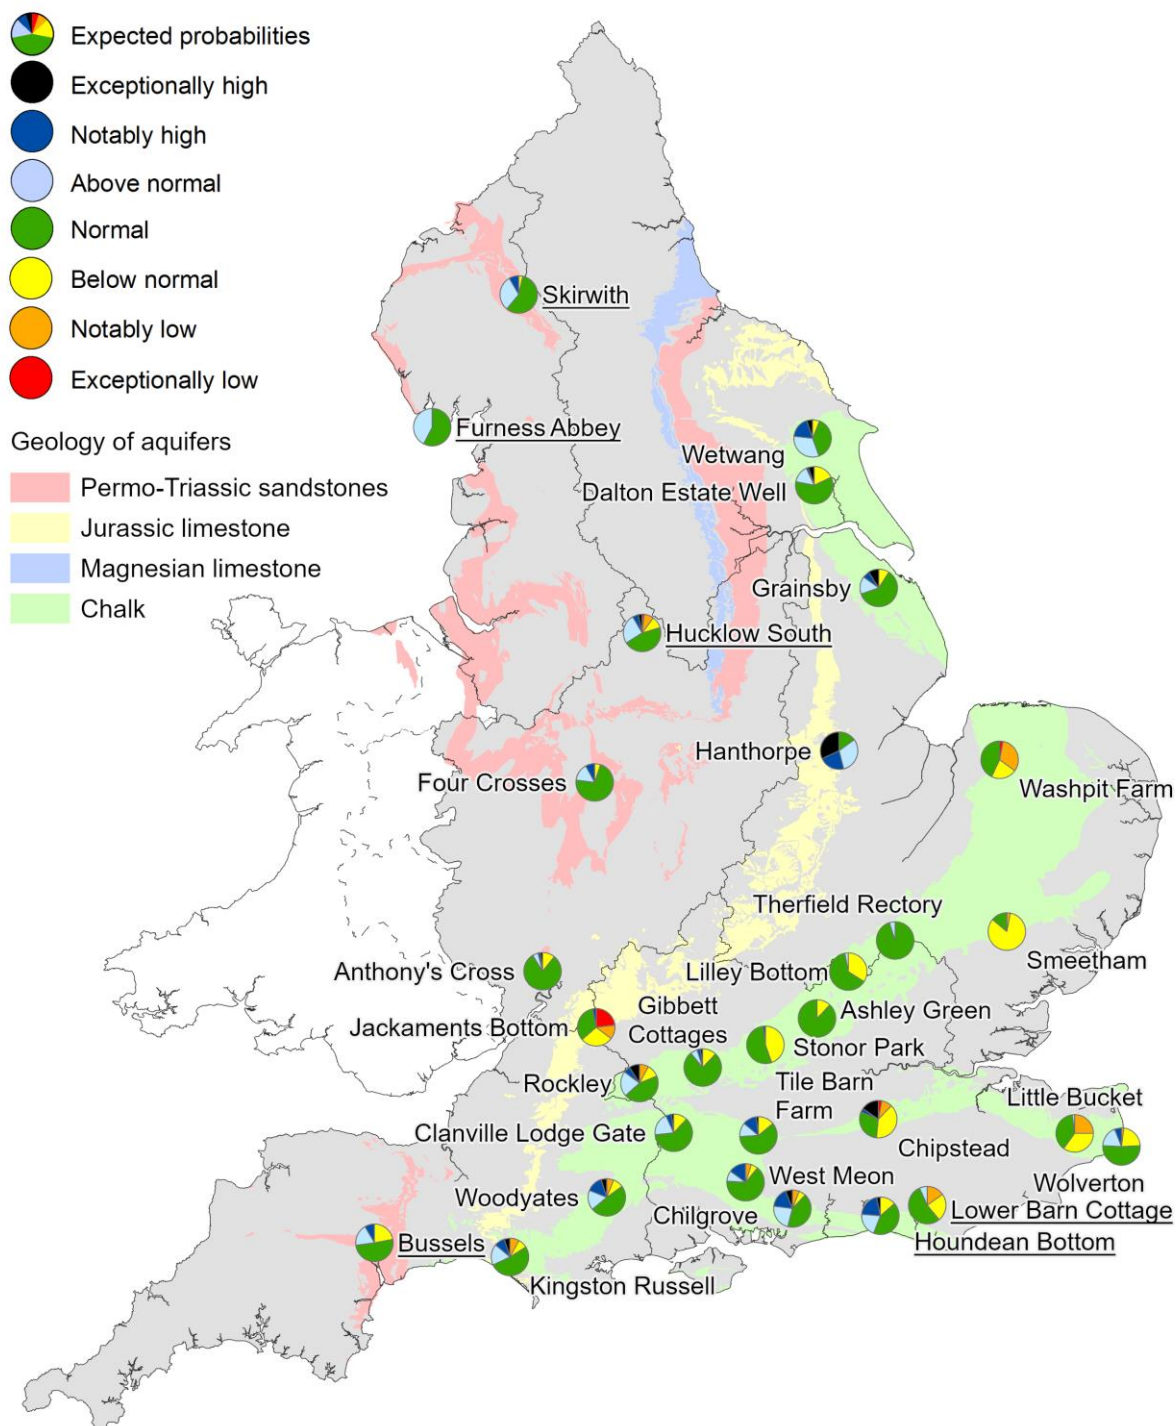 Expected probabilities
Exceptionally high
Notably high
Above normal
Normal
Below normal
Notably low
Exceptionally low
Geology of aquifers
Permo-Triassic sandstones
Jurassic limestone
Magnesian limestone
Chalk
Skirwith
Furness Abbey
Wetwang
Dalton Estate Well
Grainsby
Hucklow South
Hanthorpe
Four Crosses
Washpit Farm
Therfield Rectory
Smeetham
Anthony's Cross
Lilley Bottom
Jackaments Bottom
Gibbett
Cottages
Ashley Green
Stonor Park
Rockley
Tile Barn
Farm
Little Bucket
Clanville Lodge Gate
Chipstead
Wolverton
West Meon
Woodyates
Chilgrove
Lower Barn Cottage
Houndean Bottom
Bussels
Kingston Russell